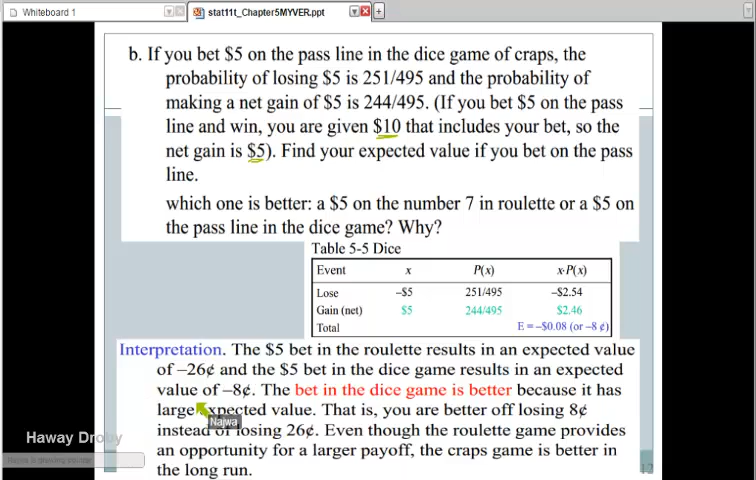 Whiteboard 1
stat11t_Chapter5MYVER.ppt
b. If you bet $5 on the pass line in the dice game of craps, the
probability of losing $5 is 251/495 and the probability of
making a net gain of $5 is 244/495. (If you bet $5 on the pass
line and win, you are given $10 that includes your bet, so the
net gain is $5). Find your expected value if you bet on the pass
line.
which one is better: a $5 on the number 7 in roulette or a $5 on
the pass line in the dice game? Why?
Table 5-5 Dice
Event x P(x) x·P(x)
Lose –$5 251/495 –$2.54
Gain (net) $5 244/495 $2.46
Total E = –$0.08 (or –8 ¢)
Interpretation. The $5 bet in the roulette results in an expected value
of –26¢ and the $5 bet in the dice game results in an expected
value of –8¢. The bet in the dice game is better because it has
large expected value. That is, you are better off losing 8¢
Najwa
instead of losing 26¢. Even though the roulette game provides
Haway Droby
an opportunity for a larger payoff, the craps game is better in
the long run.